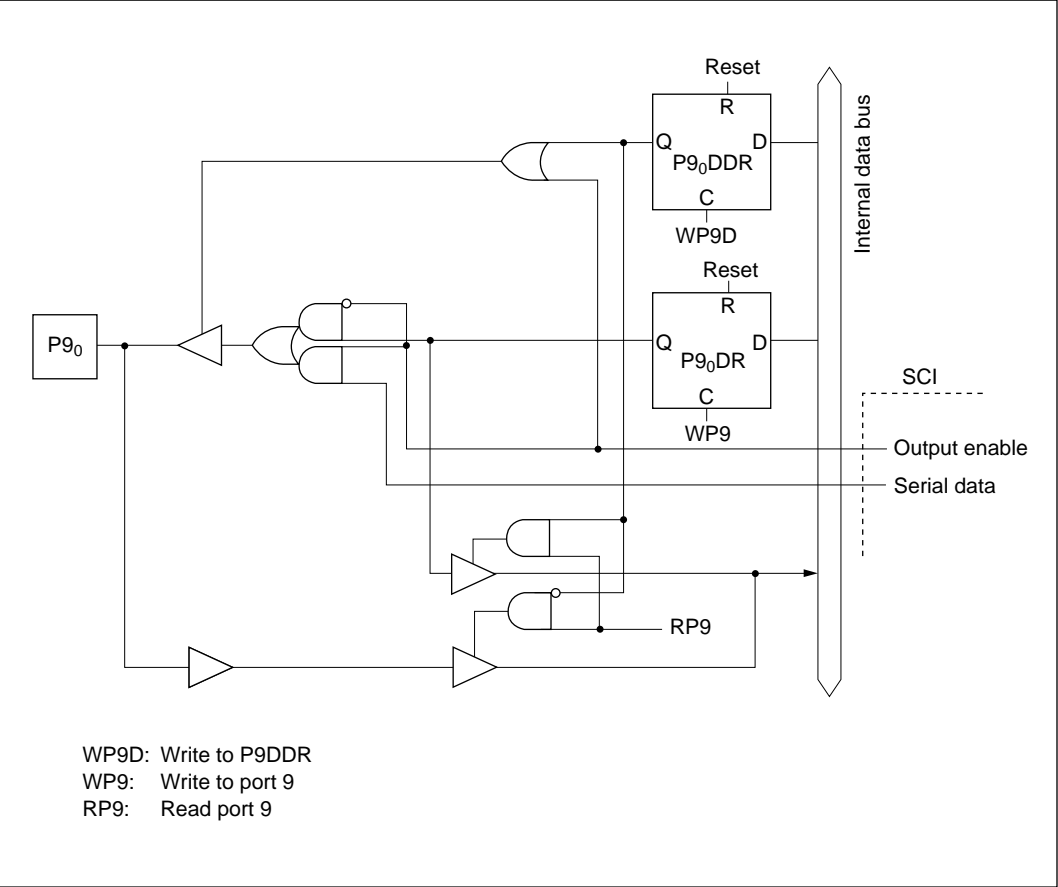 Reset
R
Q D
P9₀DDR
C
WP9D
Internal data bus
Reset
R
Q D
P9₀DR
C
WP9
P9₀
SCI
Output enable
Serial data
RP9
WP9D: Write to P9DDR
WP9: Write to port 9
RP9: Read port 9